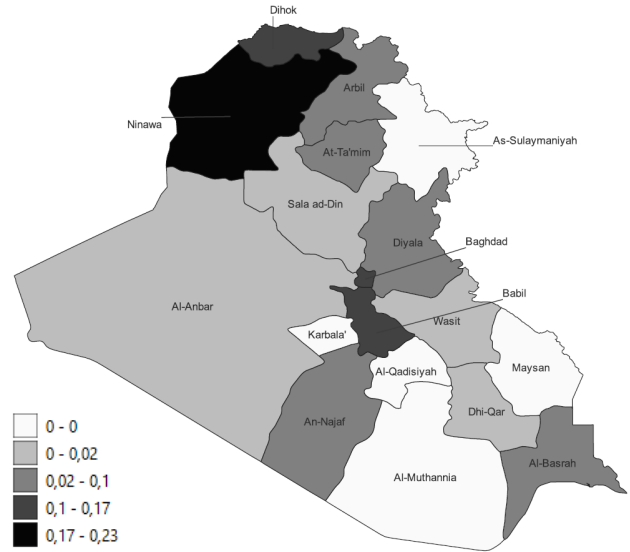 Dihok
Arbil
Ninawa
As-Sulaymaniyah
At-Ta'mim
Sala ad-Din
Diyala
Baghdad
Babil
Al-Anbar
Wasit
Karbala'
Maysan
Al-Qadisiyah
Dhi-Qar
An-Najaf
Al-Basrah
Al-Muthannia
0 - 0
0 - 0,02
0,02 - 0,1
0,1 - 0,17
0,17 - 0,23